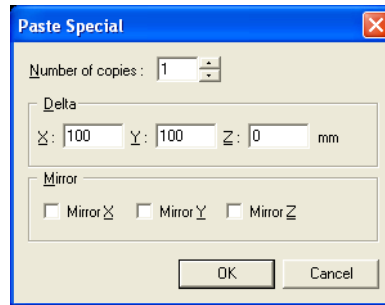 Paste Special
Number of copies : 1
Delta
X : 100 Y : 100 Z : 0 mm
Mirror
Mirror X Mirror Y Mirror Z
OK Cancel